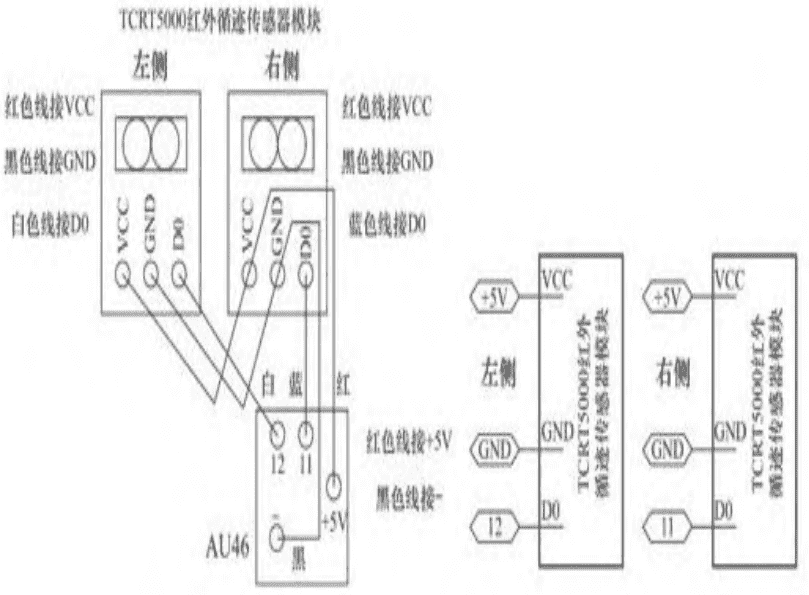 TCRT5000红外循迹传感器模块
左侧
右侧
红色线接VCC
黑色线接GND
白色线接D0
VCC
GND
D0
VCC
GND
D0
红色线接VCC
黑色线接GND
蓝色线接D0
白 蓝 红
12 11
+5V
-
黑
AU46
红色线接+5V
黑色线接-
+5V
VCC
左侧
GND
GND
12
D0
TCRT5000红外
循迹传感器模块
+5V
VCC
右侧
GND
GND
11
D0
TCRT5000红外
循迹传感器模块